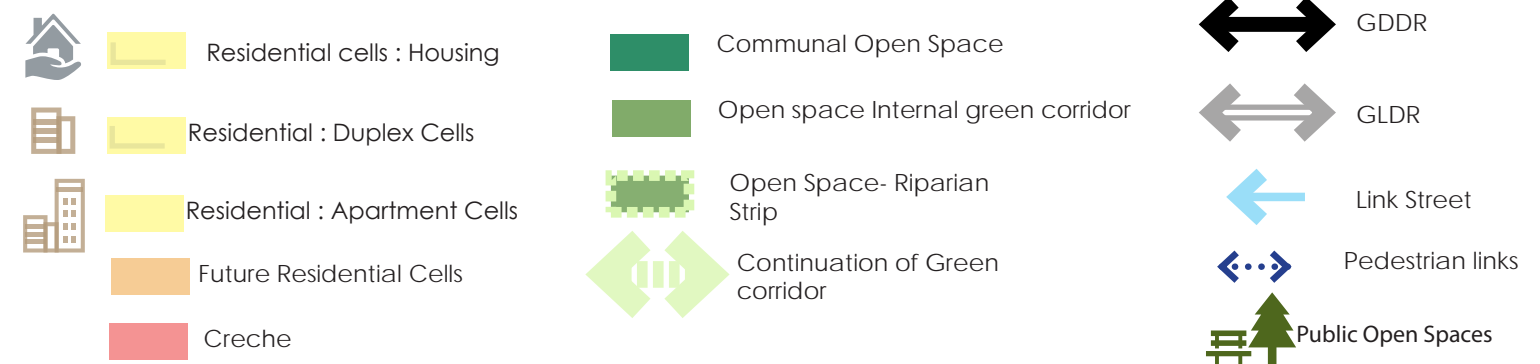 Residential cells : Housing
Residential : Duplex Cells
Residential : Apartment Cells
Future Residential Cells
Creche
Communal Open Space
Open space Internal green corridor
Open Space- Riparian
Strip
Continuation of Green
corridor
GDDR
GLDR
Link Street
Pedestrian links
Public Open Spaces